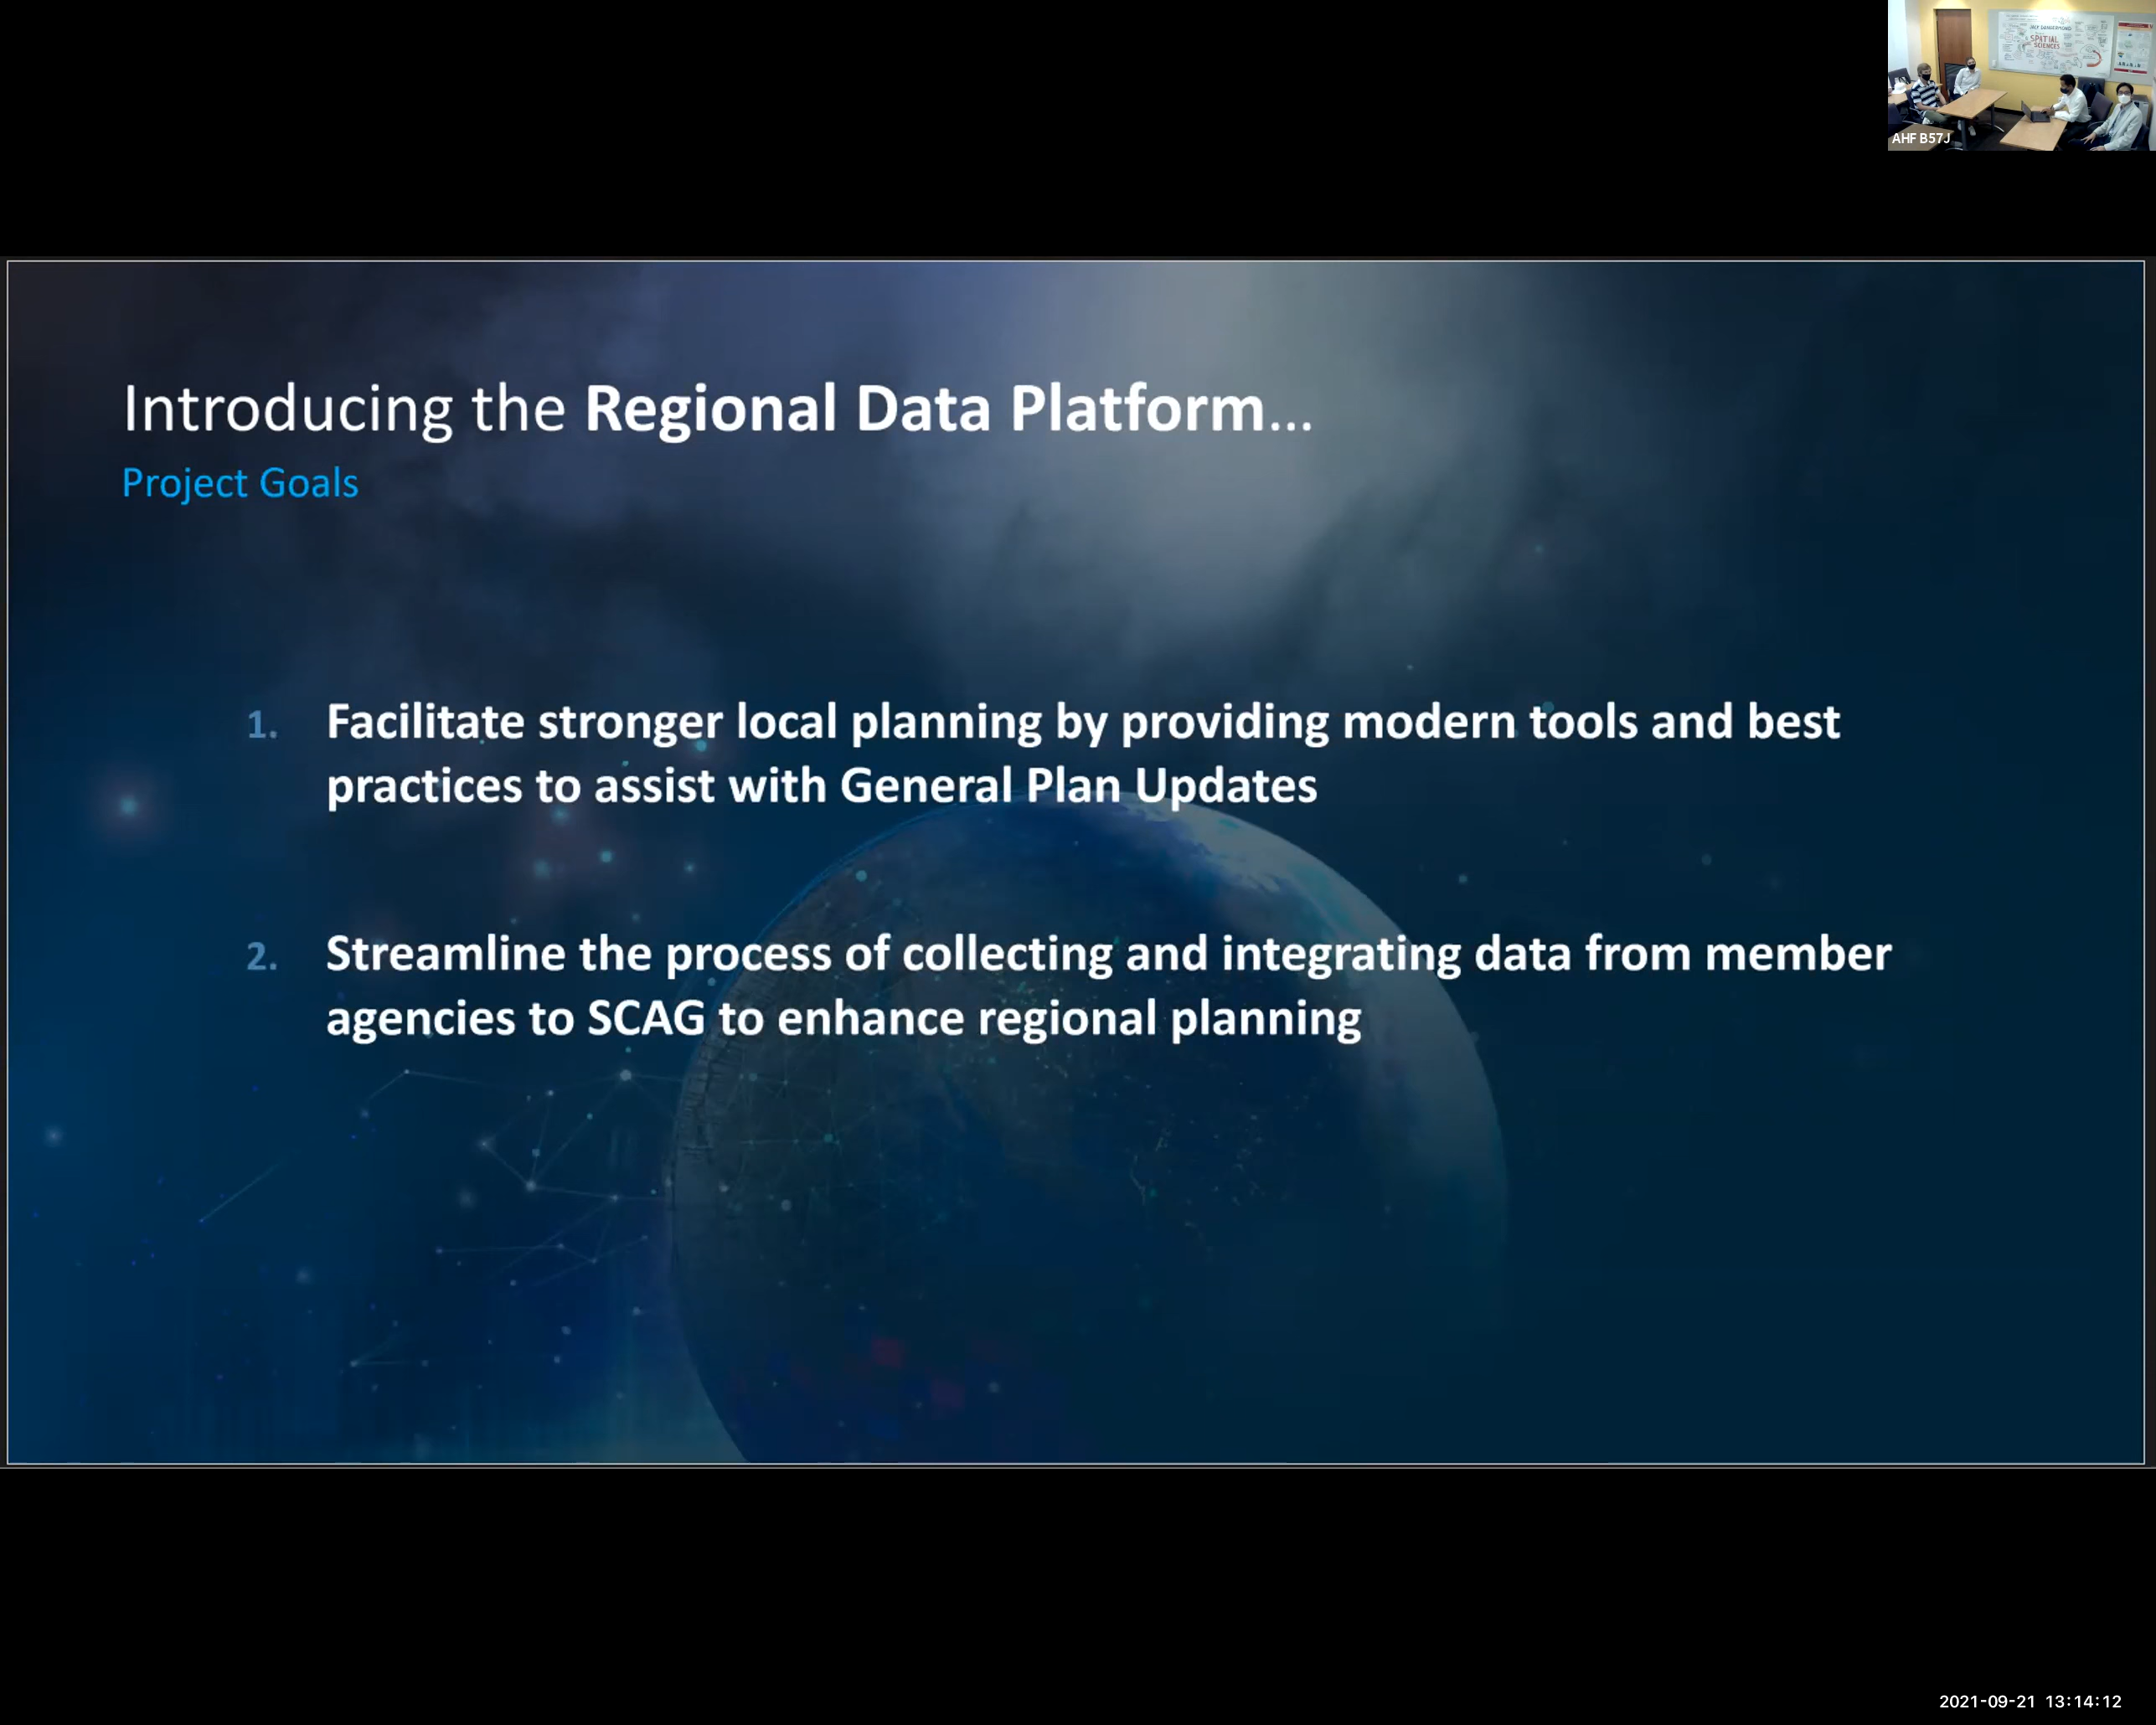 SPATIAL
SCIENCES
AHF B57J
Introducing the Regional Data Platform...
Project Goals
1. Facilitate stronger local planning by providing modern tools and best
practices to assist with General Plan Updates
2. Streamline the process of collecting and integrating data from member
agencies to SCAG to enhance regional planning
2021-09-21 13:14:12